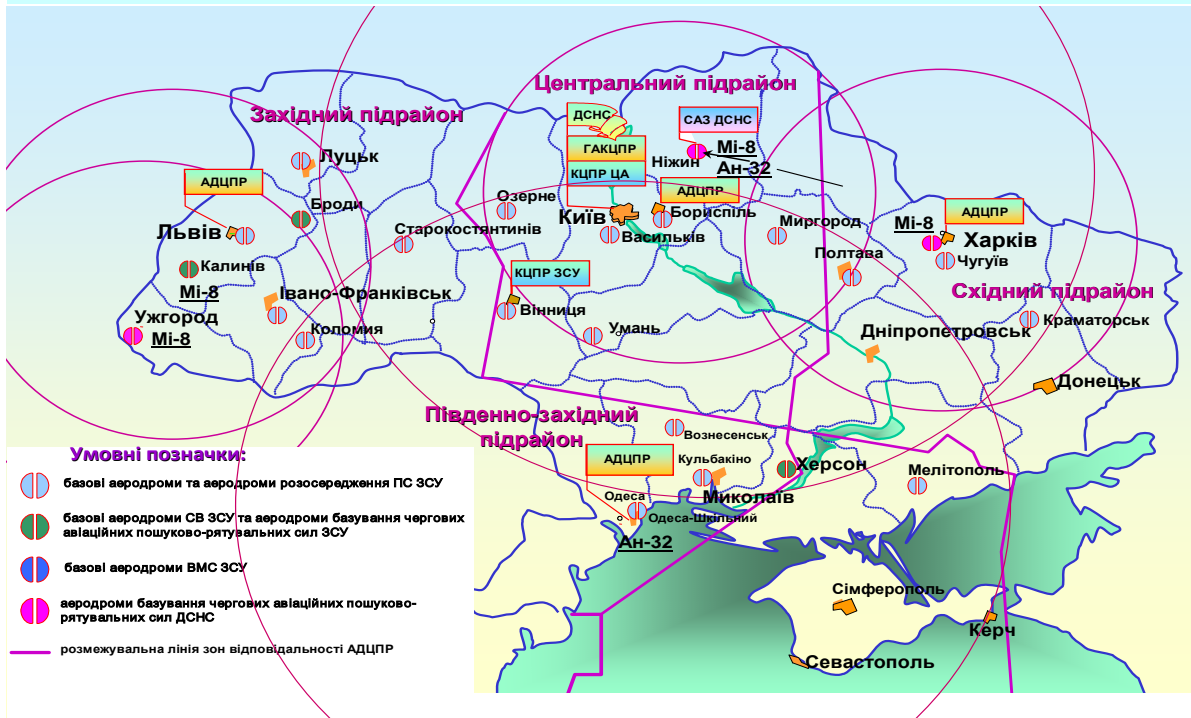 Центральний підрайон
Західний підрайон
ДСНС
САЗ ДСНС
ГАКЦПР
Мі-8
Ан-32
Ніжин
КЦПР ЦА
АДЦПР
Луцьк
АДЦПР
Броди
Озерне
Київ
Бориспіль
Васильків
Миргород
Мі-8
АДЦПР
Харків
Чугуїв
Львів
Старокостянтинів
Полтава
Калинів
Мі-8
КЦПР ЗСУ
Східний підрайон
Івано-Франківськ
Вінниця
Краматорськ
Ужгород
Мі-8
Коломия
Умань
Дніпропетровськ
Донецьк
Південно-західний
підрайон
Вознесенськ
АДЦПР
Кульбакіно
Херсон
Мелітополь
Миколаїв
Одеса
Одеса-Шкільний
Ан-32
Сімферополь
Керч
Севастополь
Умовні позначки:
базові аеродроми та аеродроми розосередження ПС ЗСУ
базові аеродроми СВ ЗСУ та аеродроми базування чергових
авіаційних пошуково-рятувальних сил ЗСУ
базові аеродроми ВМС ЗСУ
аеродроми базування чергових авіаційних пошуково-
рятувальних сил ДСНС
розмежувальна лінія зон відповідальності АДЦПР